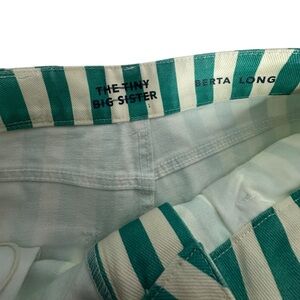 THE TINY
BIG SISTER
BERTA LONG